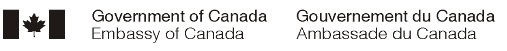 Government of Canada
Embassy of Canada
Gouvernement du Canada
Ambassade du Canada